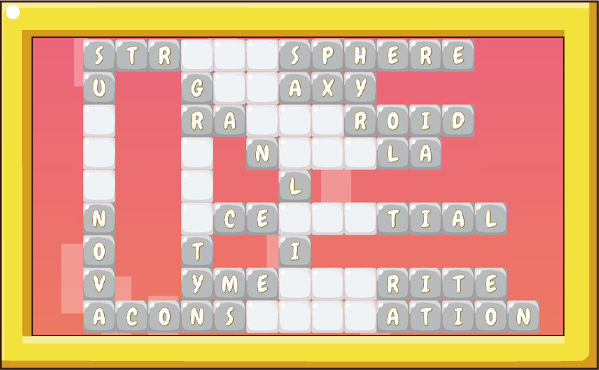 STR SPHERE
U G AXY
RA ROID
N LA
L
N CE TIAL
O T I
V YME RITE
ACONS ATION